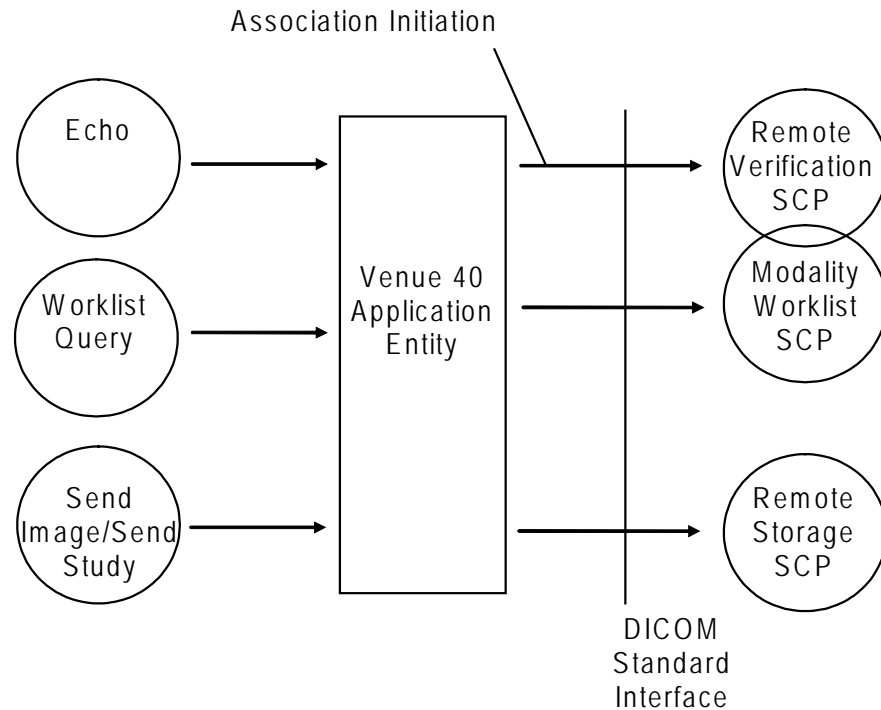 Association Initiation
Echo
Remote
Verification
SCP
Venue 40
Application
Entity
Worklist
Query
Modality
Worklist
SCP
Send
Image/Send
Study
Remote
Storage
SCP
DICOM
Standard
Interface